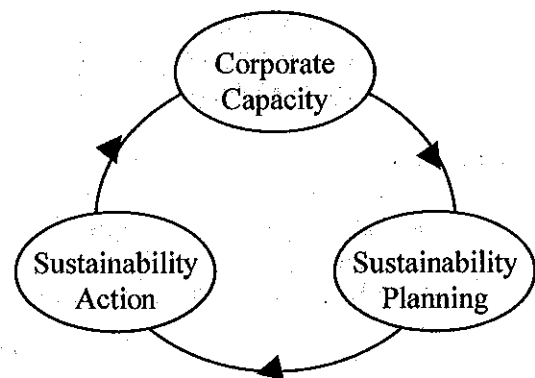 Corporate
Capacity
Sustainability
Action
Sustainability
Planning